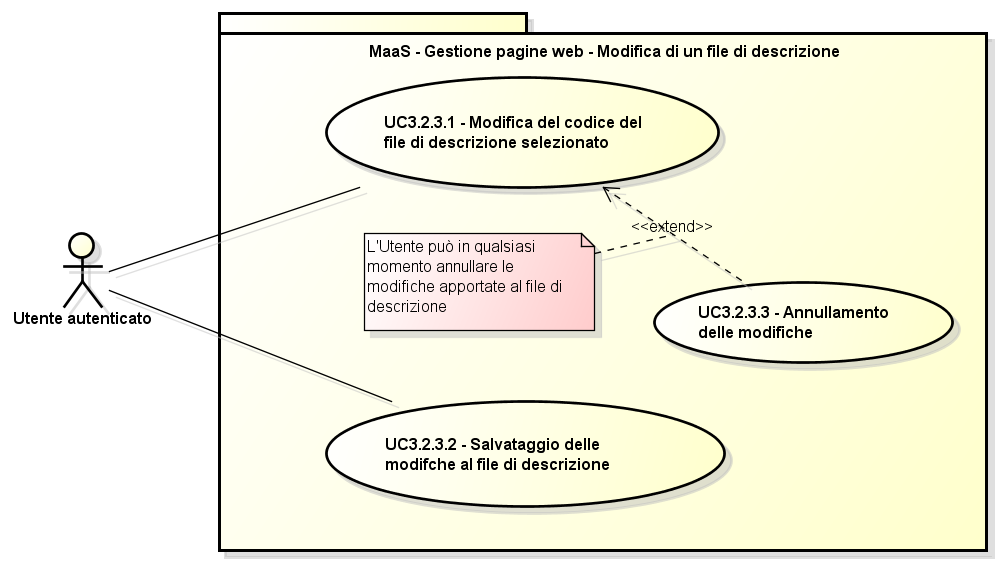 MaaS - Gestione pagine web - Modifica di un file di descrizione
UC3.2.3.1 - Modifica del codice del
file di descrizione selezionato
<<extend>>
L'Utente può in qualsiasi
momento annullare le
modifiche apportate al file di
descrizione
Utente autenticato
UC3.2.3.3 - Annullamento
delle modifiche
UC3.2.3.2 - Salvataggio delle
modifche al file di descrizione